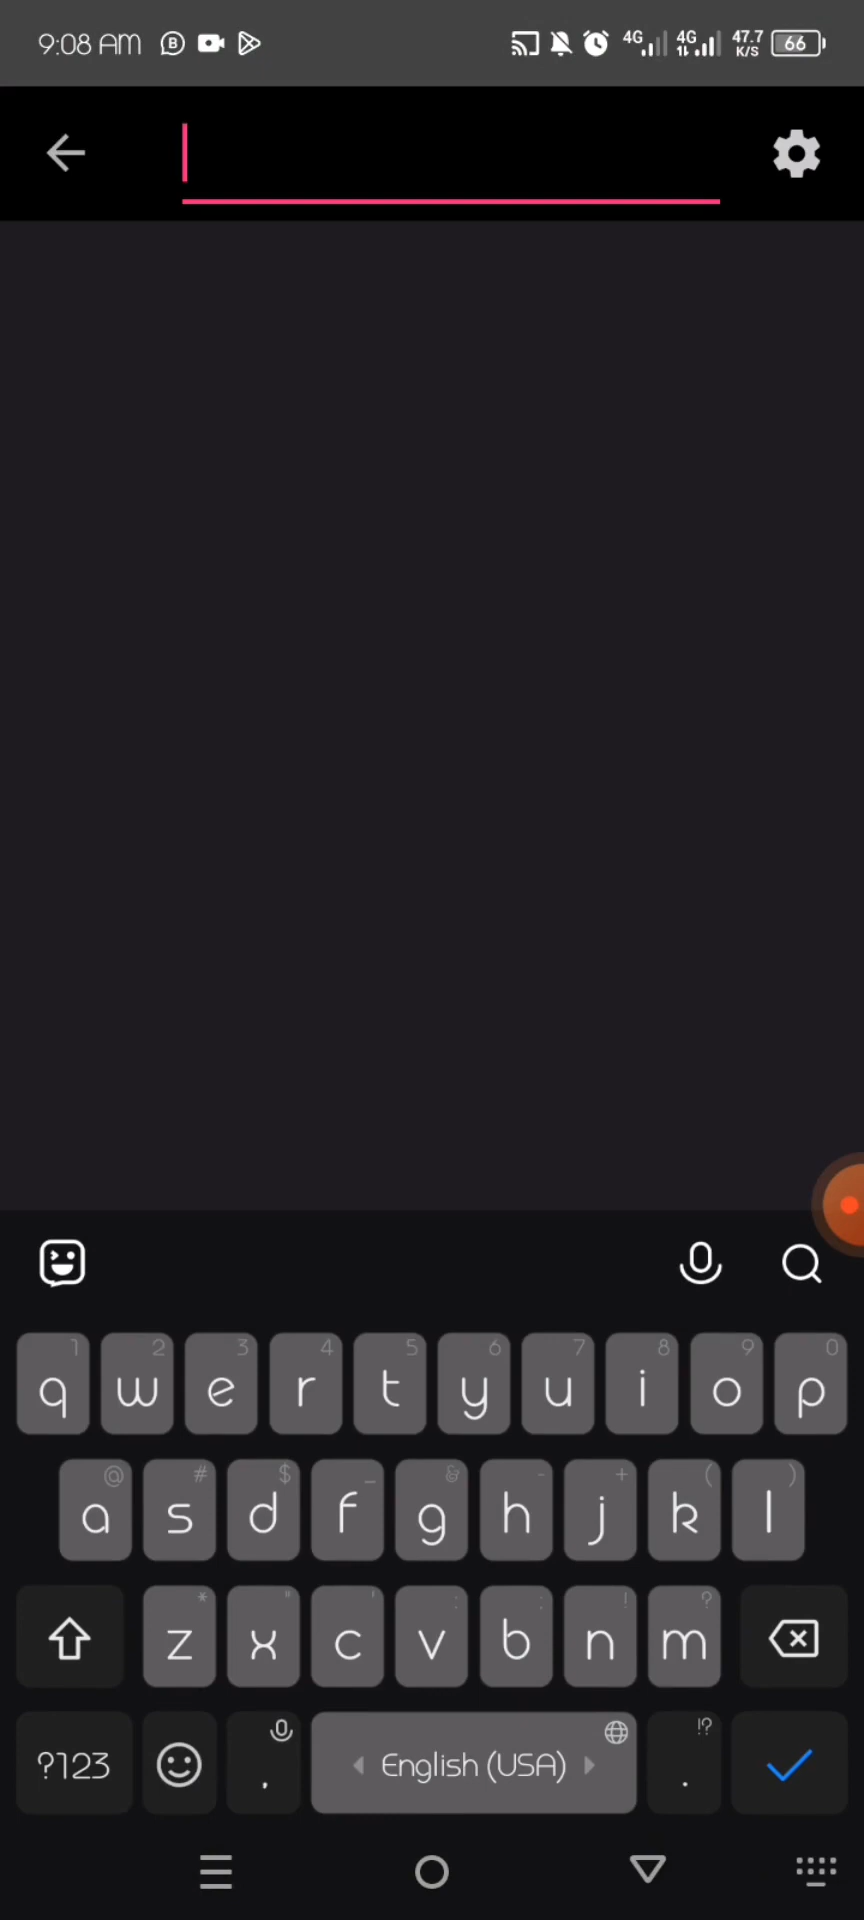 9:08 AM 4G 4G 47.7 K/S 66
1 2 3 4 5 6 7 8 9 0
q w e r t y u i o p
@ # $ _ & - + ( )
a s d f g h j k l
* " ' : ; ! ?
z x c v b n m
?123 , English (USA) !? .